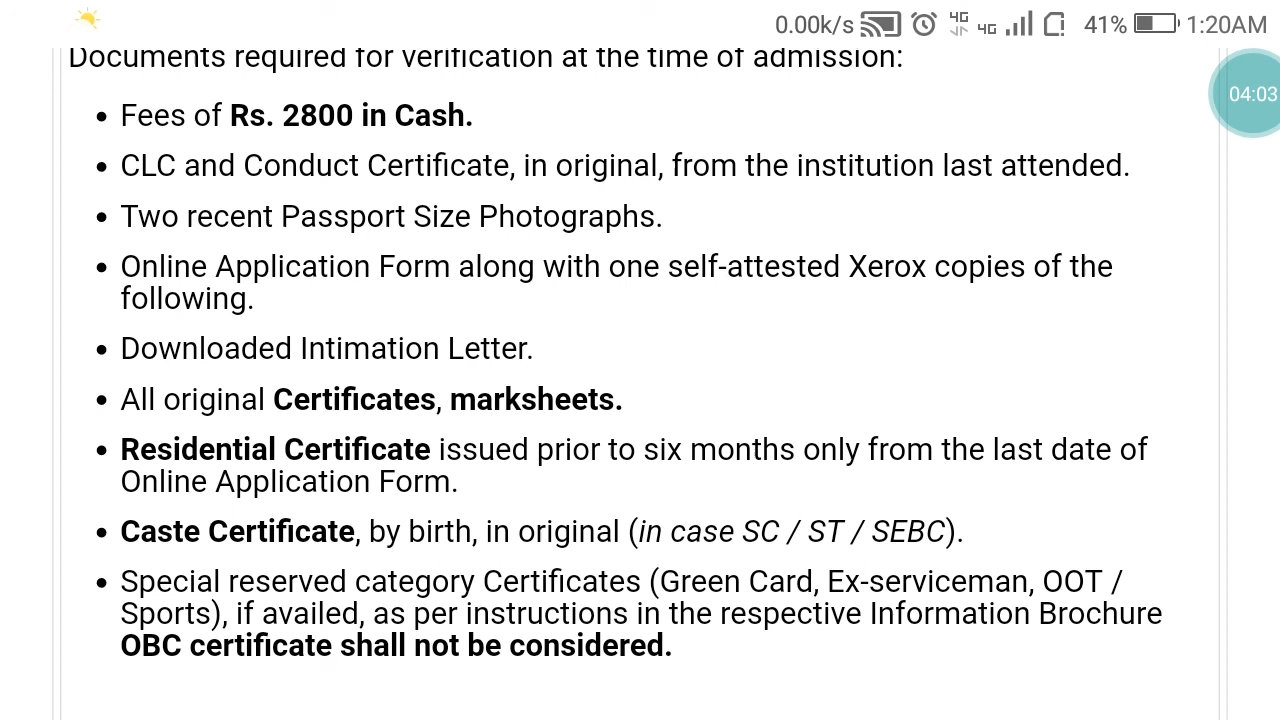 0.00k/s 4G 4G 41% 1:20AM
Documents required for verification at the time of admission:
04:03
• Fees of Rs. 2800 in Cash.
• CLC and Conduct Certificate, in original, from the institution last attended.
• Two recent Passport Size Photographs.
• Online Application Form along with one self-attested Xerox copies of the
following.
• Downloaded Intimation Letter.
• All original Certificates, marksheets.
• Residential Certificate issued prior to six months only from the last date of
Online Application Form.
• Caste Certificate, by birth, in original (in case SC / ST / SEBC).
• Special reserved category Certificates (Green Card, Ex-serviceman, OOT /
Sports), if availed, as per instructions in the respective Information Brochure
OBC certificate shall not be considered.